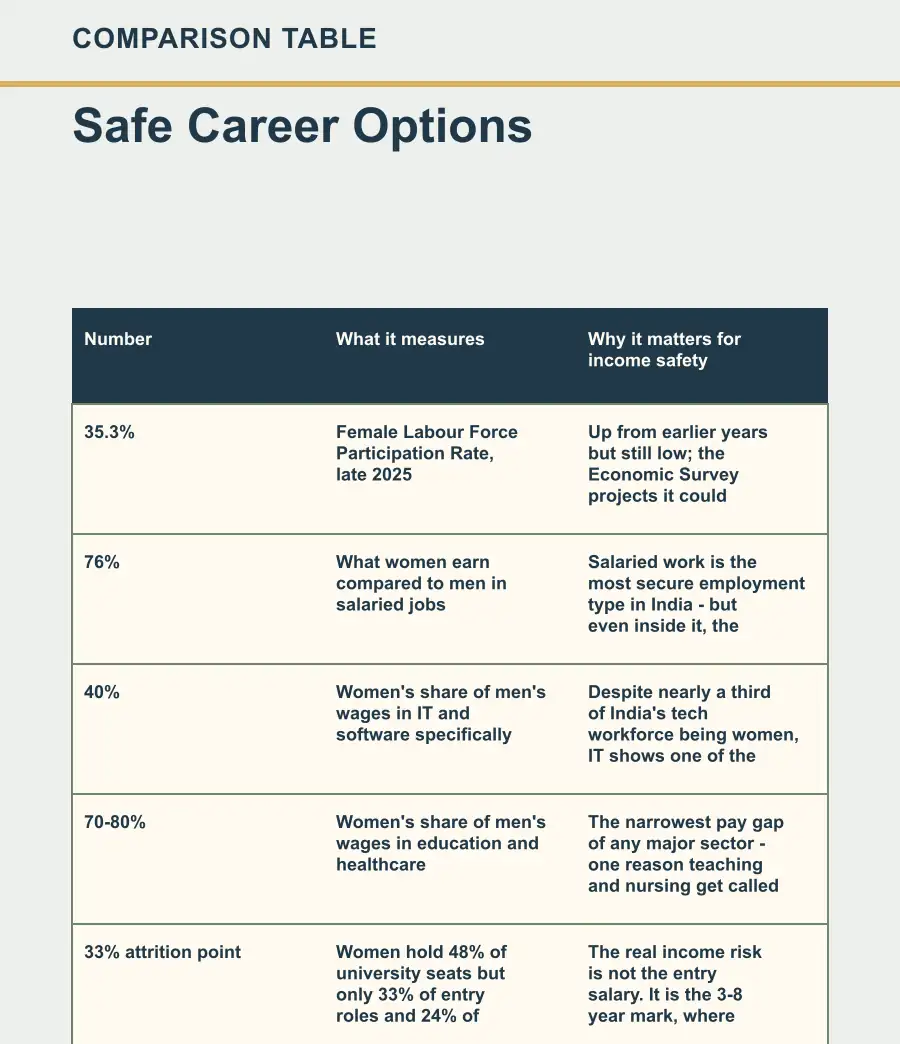 COMPARISON TABLE
Safe Career Options
Number
What it measures
Why it matters for
income safety
35.3%
Female Labour Force
Participation Rate,
late 2025
Up from earlier years
but still low; the
Economic Survey
projects it could
76%
What women earn
compared to men in
salaried jobs
Salaried work is the
most secure employment
type in India - but
even inside it, the
40%
Women's share of men's
wages in IT and
software specifically
Despite nearly a third
of India's tech
workforce being women,
IT shows one of the
70-80%
Women's share of men's
wages in education and
healthcare
The narrowest pay gap
of any major sector -
one reason teaching
and nursing get called
33% attrition point
Women hold 48% of
university seats but
only 33% of entry
roles and 24% of
The real income risk
is not the entry
salary. It is the 3-8
year mark, where